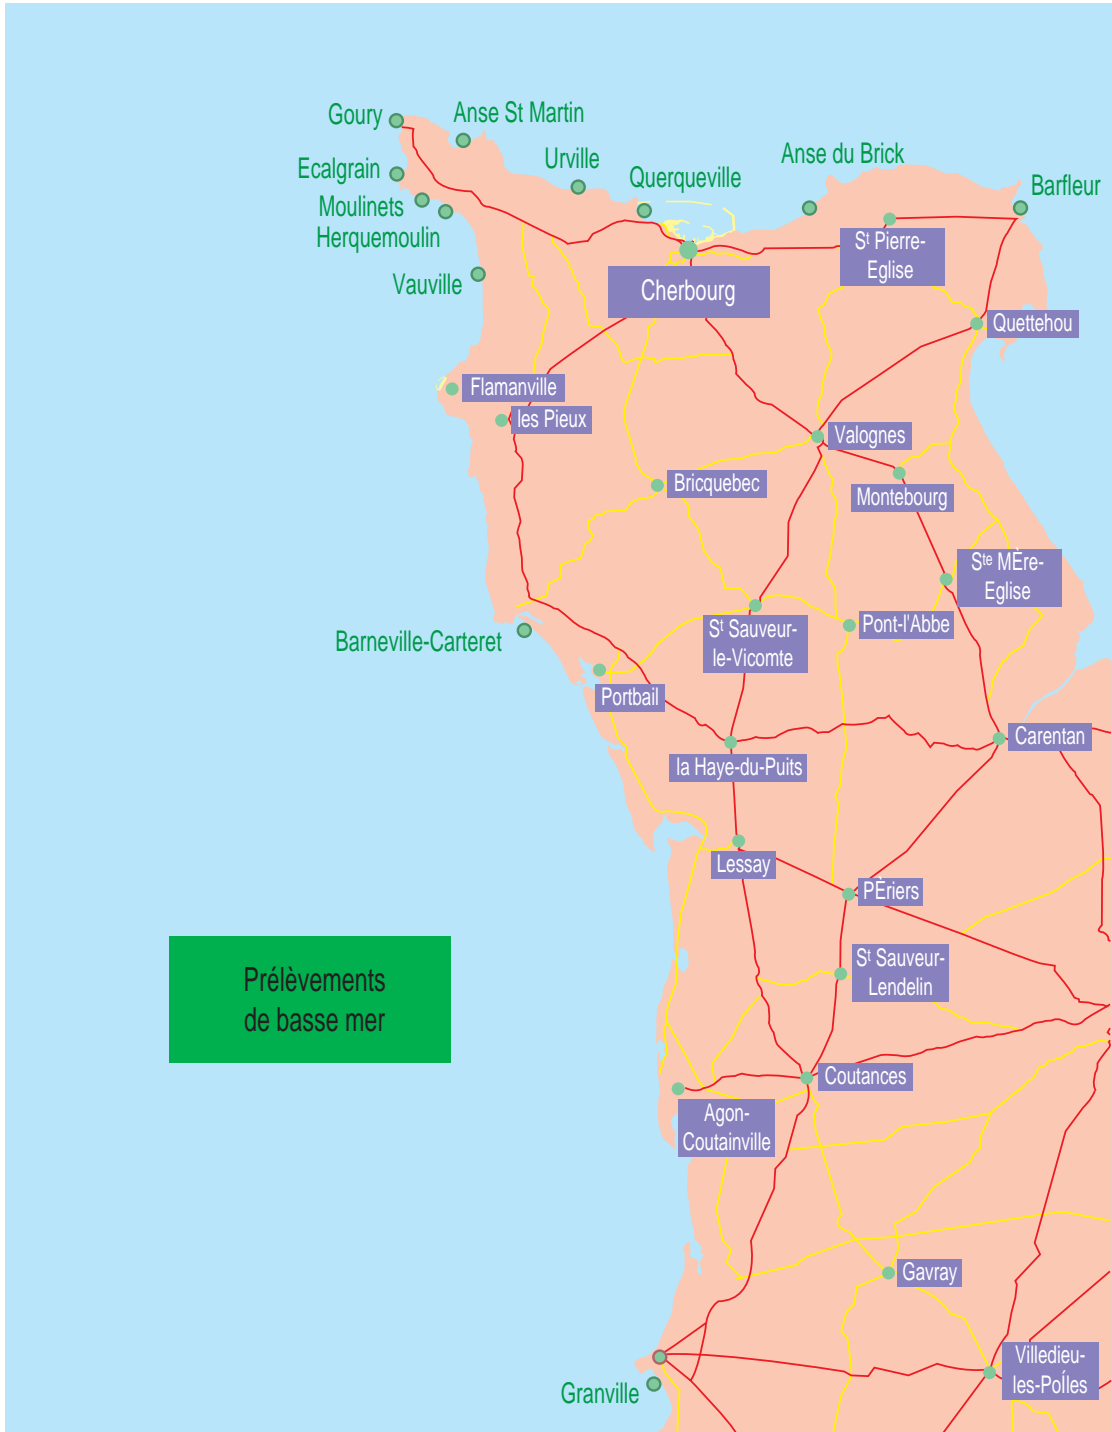 Goury
Anse St Martin
Ecalgrain
Urville
Anse du Brick
Querqueville
Barfleur
Moulinets
Herquemoulin
St Pierre-
Eglise
Vauville
Cherbourg
Quettehou
Flamanville
les Pieux
Valognes
Bricquebec
Montebourg
Ste MÈre-
Eglise
Barneville-Carteret
St Sauveur-
le-Vicomte
Pont-l'Abbe
Portbail
Carentan
la Haye-du-Puits
Lessay
PÈriers
Prélèvements
de basse mer
St Sauveur-
Lendelin
Coutances
Agon-
Coutainville
Gavray
Villedieu-
les-PoÍles
Granville